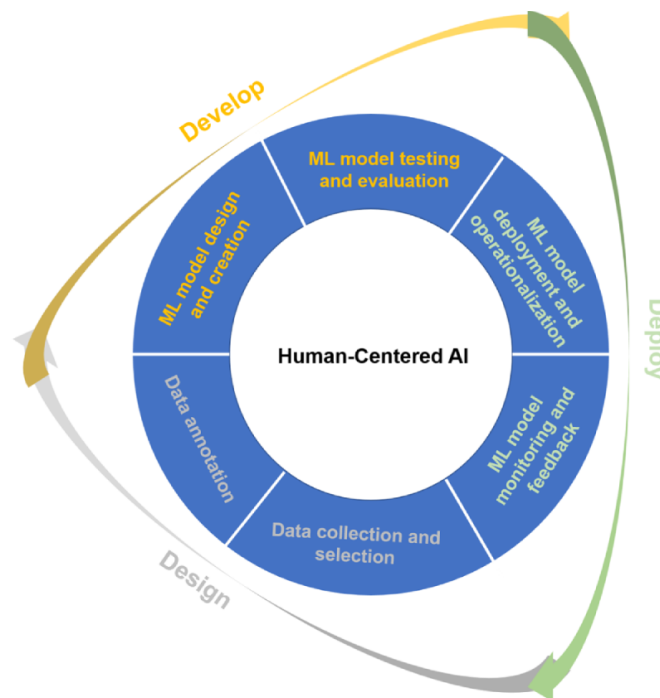 Develop
ML model testing
and evaluation
ML model design
and creation
ML model
deployment and
operationalization
Deploy
Human-Centered AI
Data annotation
ML model
monitoring and
feedback
Data collection and
selection
Design